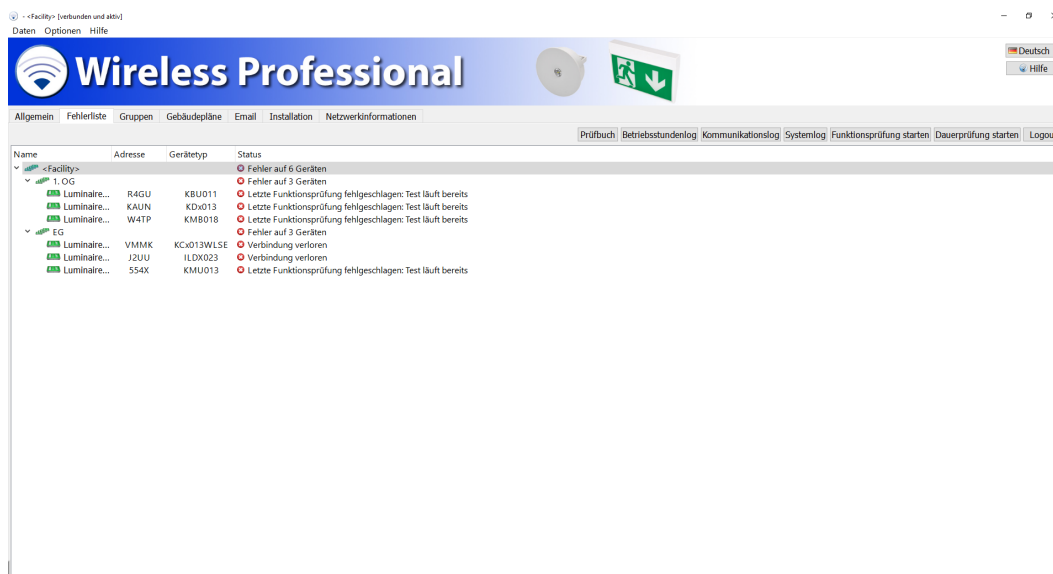 - <Facility> [verbunden und aktiv]
Daten Optionen Hilfe
Wireless Professional
Deutsch
Hilfe
Allgemein Fehlerliste Gruppen Gebäudepläne Email Installation Netzwerkinformationen
Prüfbuch Betriebsstundenlog Kommunikationslog Systemlog Funktionsprüfung starten Dauerprüfung starten Logou
Name Adresse Gerätetyp Status
<Facility> Fehler auf 6 Geräten
1. OG Fehler auf 3 Geräten
Luminaire... R4GU KBU011 Letzte Funktionsprüfung fehlgeschlagen: Test läuft bereits
Luminaire... KAUN KDx013 Letzte Funktionsprüfung fehlgeschlagen: Test läuft bereits
Luminaire... W4TP KMB018 Letzte Funktionsprüfung fehlgeschlagen: Test läuft bereits
EG Fehler auf 3 Geräten
Luminaire... VMMK KCx013WLSE Verbindung verloren
Luminaire... J2UU ILDX023 Verbindung verloren
Luminaire... 554X KMU013 Letzte Funktionsprüfung fehlgeschlagen: Test läuft bereits